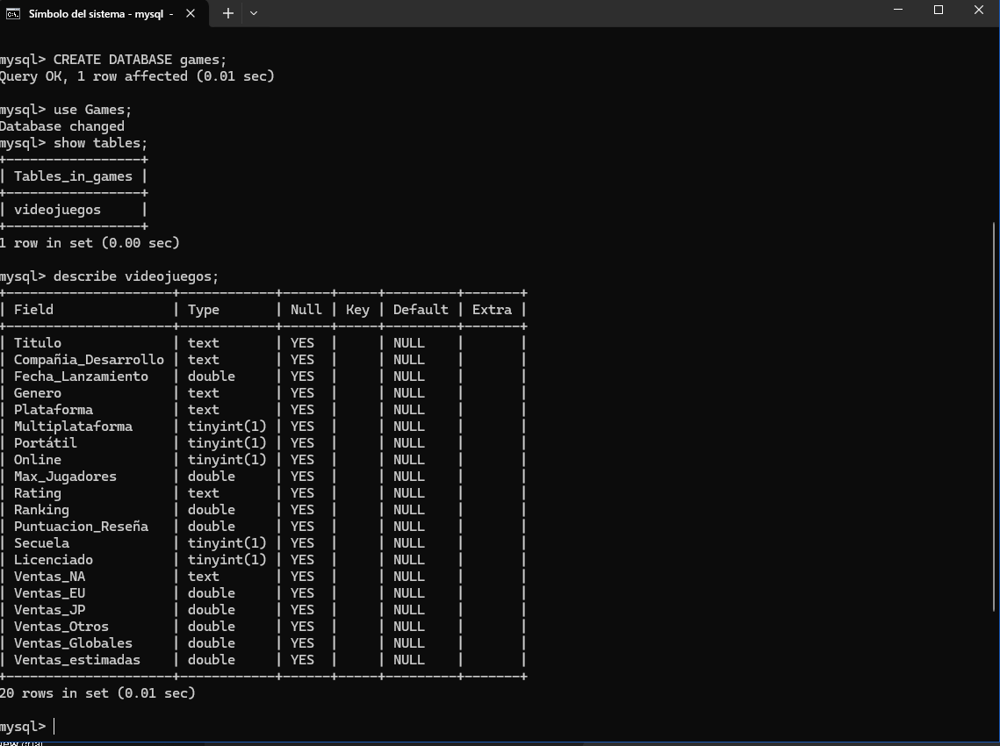 Símbolo del sistema - mysql -
mysql> CREATE DATABASE games;
Query OK, 1 row affected (0.01 sec)
mysql> use Games;
Database changed
mysql> show tables;
+-----------------+
| Tables_in_games |
+-----------------+
| videojuegos     |
+-----------------+
1 row in set (0.00 sec)
mysql> describe videojuegos;
+---------------------+------------+------+-----+---------+-------+
| Field               | Type       | Null | Key | Default | Extra |
+---------------------+------------+------+-----+---------+-------+
| Titulo              | text       | YES  |     | NULL    |       |
| Compañia_Desarrollo | text       | YES  |     | NULL    |       |
| Fecha_Lanzamiento   | double     | YES  |     | NULL    |       |
| Genero              | text       | YES  |     | NULL    |       |
| Plataforma          | text       | YES  |     | NULL    |       |
| Multiplataforma     | tinyint(1) | YES  |     | NULL    |       |
| Portátil            | tinyint(1) | YES  |     | NULL    |       |
| Online              | tinyint(1) | YES  |     | NULL    |       |
| Max_Jugadores       | double     | YES  |     | NULL    |       |
| Rating              | text       | YES  |     | NULL    |       |
| Ranking             | double     | YES  |     | NULL    |       |
| Puntuacion_Reseña   | double     | YES  |     | NULL    |       |
| Secuela             | tinyint(1) | YES  |     | NULL    |       |
| Licenciado          | tinyint(1) | YES  |     | NULL    |       |
| Ventas_NA           | text       | YES  |     | NULL    |       |
| Ventas_EU           | double     | YES  |     | NULL    |       |
| Ventas_JP           | double     | YES  |     | NULL    |       |
| Ventas_Otros        | double     | YES  |     | NULL    |       |
| Ventas_Globales     | double     | YES  |     | NULL    |       |
| Ventas_estimadas    | double     | YES  |     | NULL    |       |
+---------------------+------------+------+-----+---------+-------+
20 rows in set (0.01 sec)
mysql>